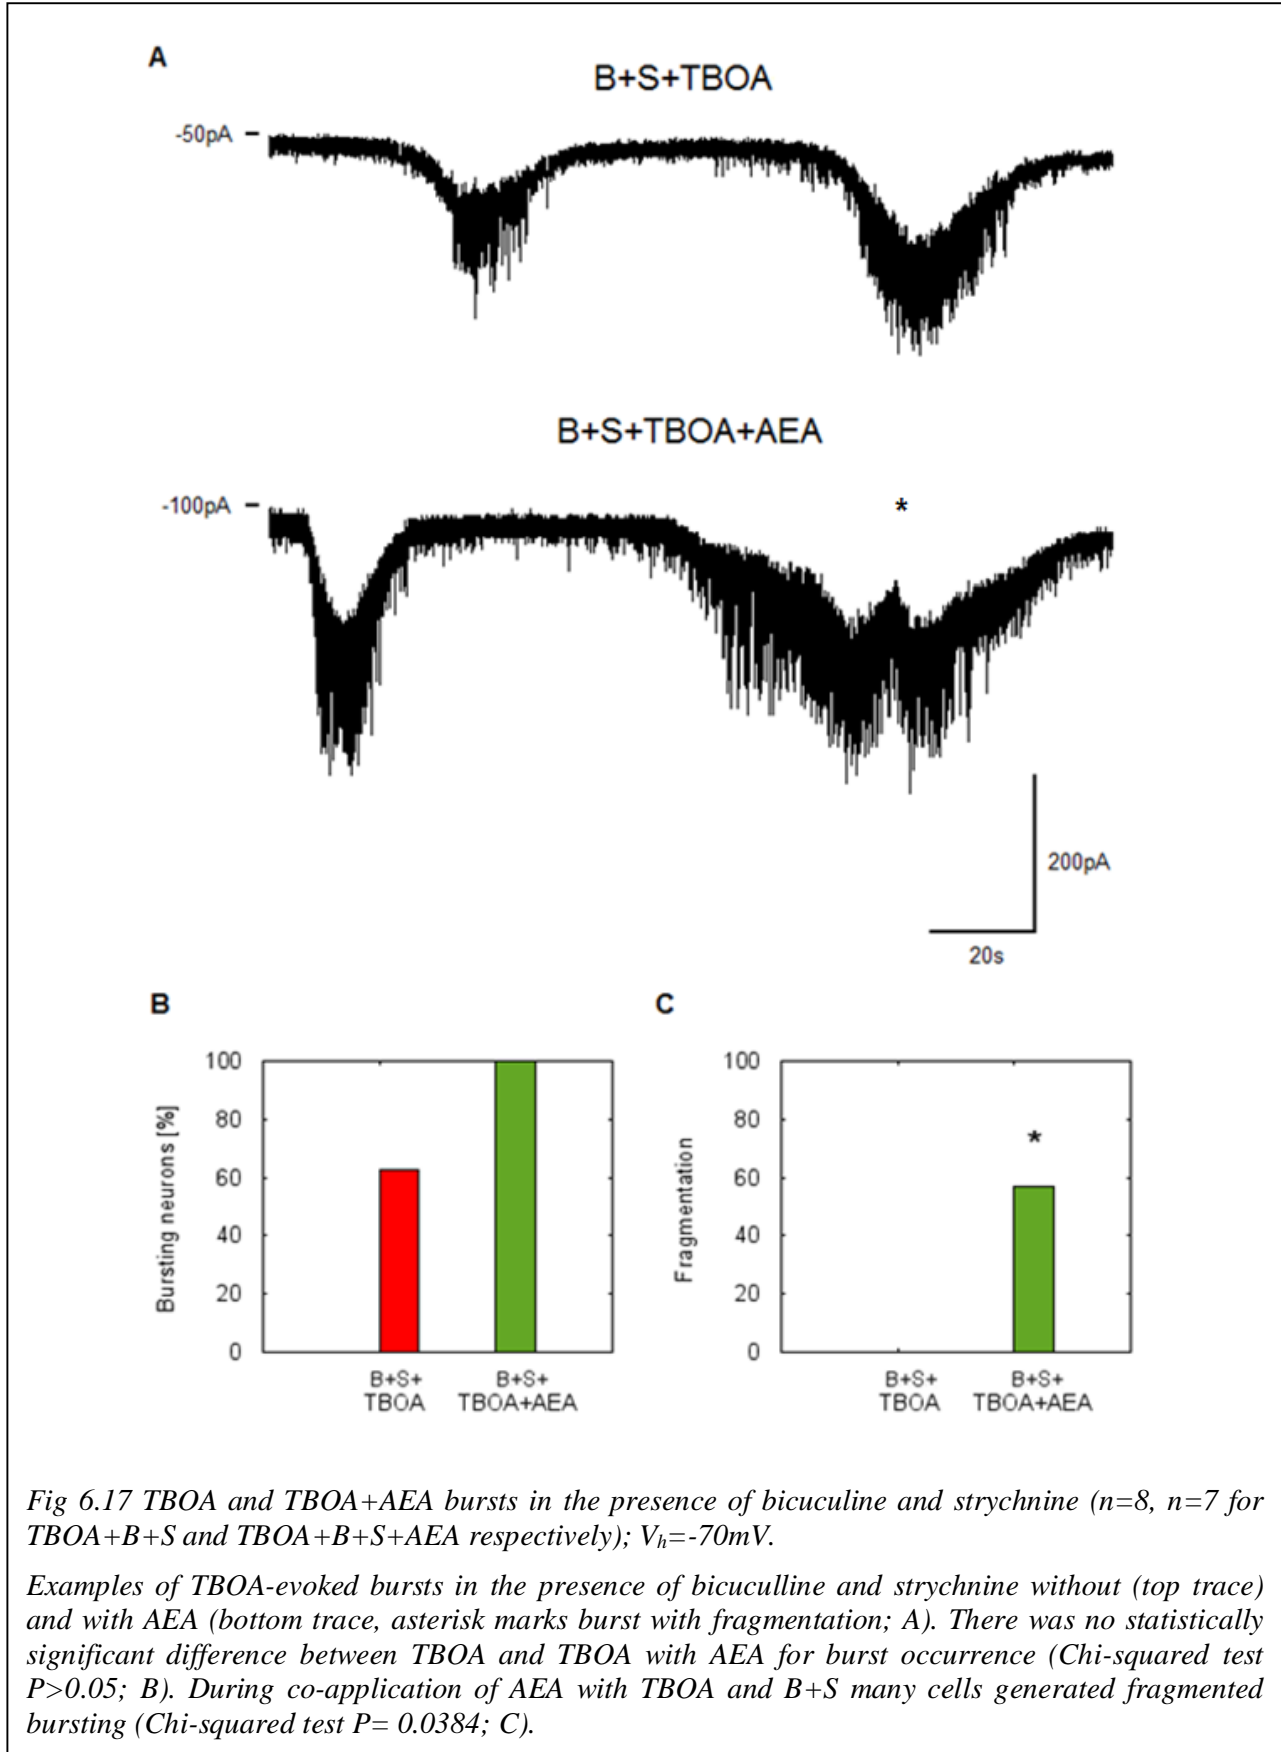 A
B+S+TBOA
-50pA
B+S+TBOA+AEA
-100pA
*
200pA
20s
B
100
80
60
40
20
0
Bursting neurons [%]
B+S+
TBOA
B+S+
TBOA+AEA
C
100
80
60
40
20
0
Fragmentation
*
B+S+
TBOA
B+S+
TBOA+AEA
Fig 6.17 TBOA and TBOA+AEA bursts in the presence of bicuculine and strychnine (n=8, n=7 for
TBOA+B+S and TBOA+B+S+AEA respectively); Vh=-70mV.
Examples of TBOA-evoked bursts in the presence of bicuculline and strychnine without (top trace)
and with AEA (bottom trace, asterisk marks burst with fragmentation; A). There was no statistically
significant difference between TBOA and TBOA with AEA for burst occurrence (Chi-squared test
P>0.05; B). During co-application of AEA with TBOA and B+S many cells generated fragmented
bursting (Chi-squared test P= 0.0384; C).